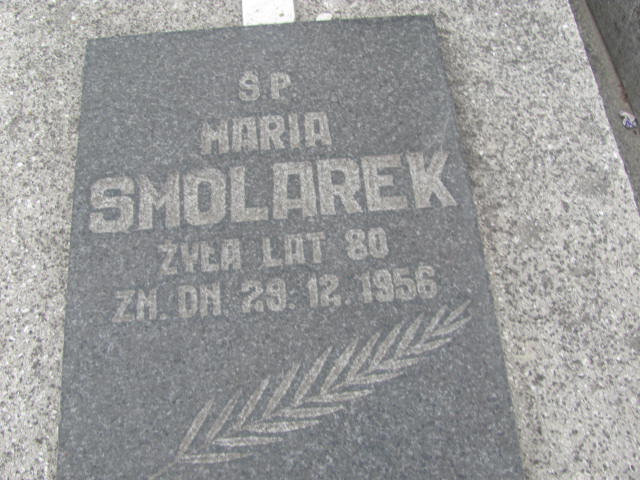 Ś.P.
MARIA
SMOLAREK
ŻYŁA LAT 80
ZM. DN. 29.12.1956